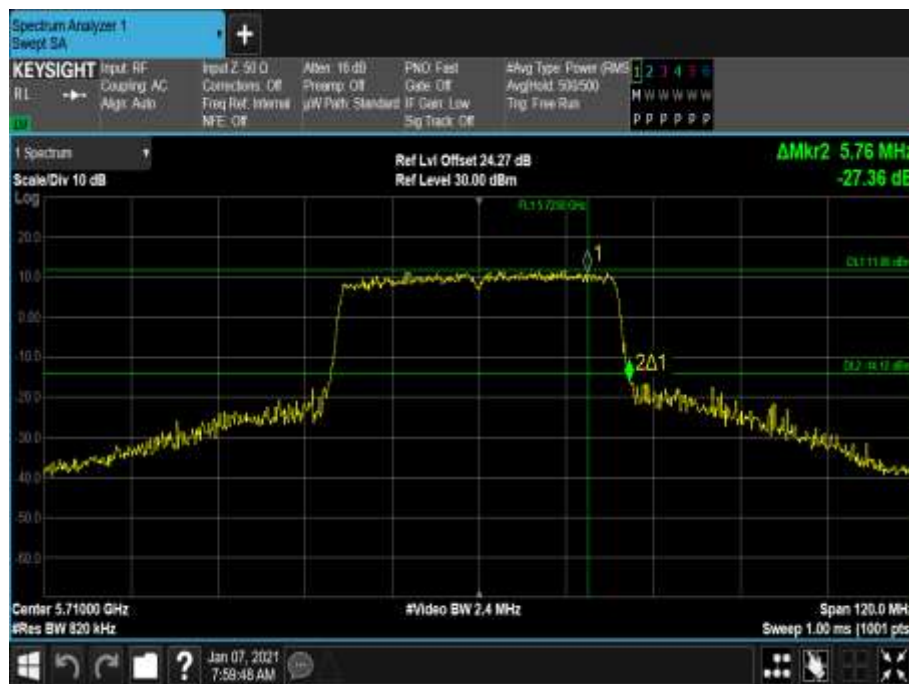 Spectrum Analyzer 1
Swept SA
+
KEYSIGHT
RL
Input: RF
Coupling: AC
Align: Auto
Input Z: 50 Ω
Corrections: Off
Freq Ref: Internal
NFE: Off
Atten: 16 dB
Preamp: Off
µW Path: Standard
PNO: Fast
Gate: Off
IF Gain: Low
Sig Track: Off
#Avg Type: Power (RMS
Avg|Hold: 500/500
Trig: Free Run
1 2 3 4 5 6
M W W W W W
P P P P P P
1 Spectrum
Scale/Div 10 dB
Ref Lvl Offset 24.27 dB
Ref Level 30.00 dBm
ΔMkr2 5.76 MHz
-27.36 dB
Log
20.0
10.0
0.00
-10.0
-20.0
-30.0
-40.0
-50.0
-60.0
1
2Δ1
Center 5.71000 GHz
#Res BW 820 kHz
#Video BW 2.4 MHz
Span 120.0 MHz
Sweep 1.00 ms (1001 pts
?
Jan 07, 2021
7:59:48 AM